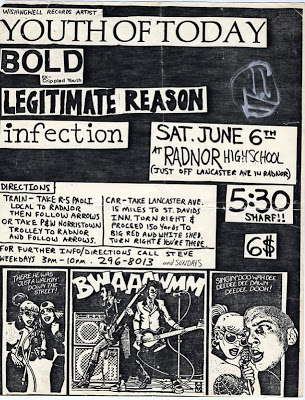 WISHINGWELL RECORDS ARTIST
YOUTH OF TODAY
BOLD
EX-
Crippled Youth
LEGITIMATE REASON
infection
SAT. JUNE 6TH
AT RADNOR HIGH SCHOOL
(JUST OFF LANCASTER AVE IN RADNOR)
DIRECTIONS
TRAIN- TAKE R-5 PAOLI
LOCAL TO RADNOR
THEN FOLLOW ARROWS
OR TAKE P&W NORRISTOWN
TROLLEY TO RADNOR
AND FOLLOW ARROWS.
CAR- TAKE LANCASTER AVE.
15 MILES TO ST. DAVIDS
INN. TURN RIGHT &
PROCEED 150 YARDS TO
BIG RED AND WHITE SHED.
TURN RIGHT & YOU'RE THERE.
5:30
SHARP!!
6$
FOR FURTHER INFO/DIRECTIONS CALL STEVE
WEEKDAYS 8AM-10AM. 296-8013 and SUNDAYS
THERE HE WAS
JUST A-WALKIN'
DOWN THE
STREET!
BWAAANMM
SINGIN' DOO-WAH DEE
DEEDEE DEE DAWN
DEEDEE DOOH!